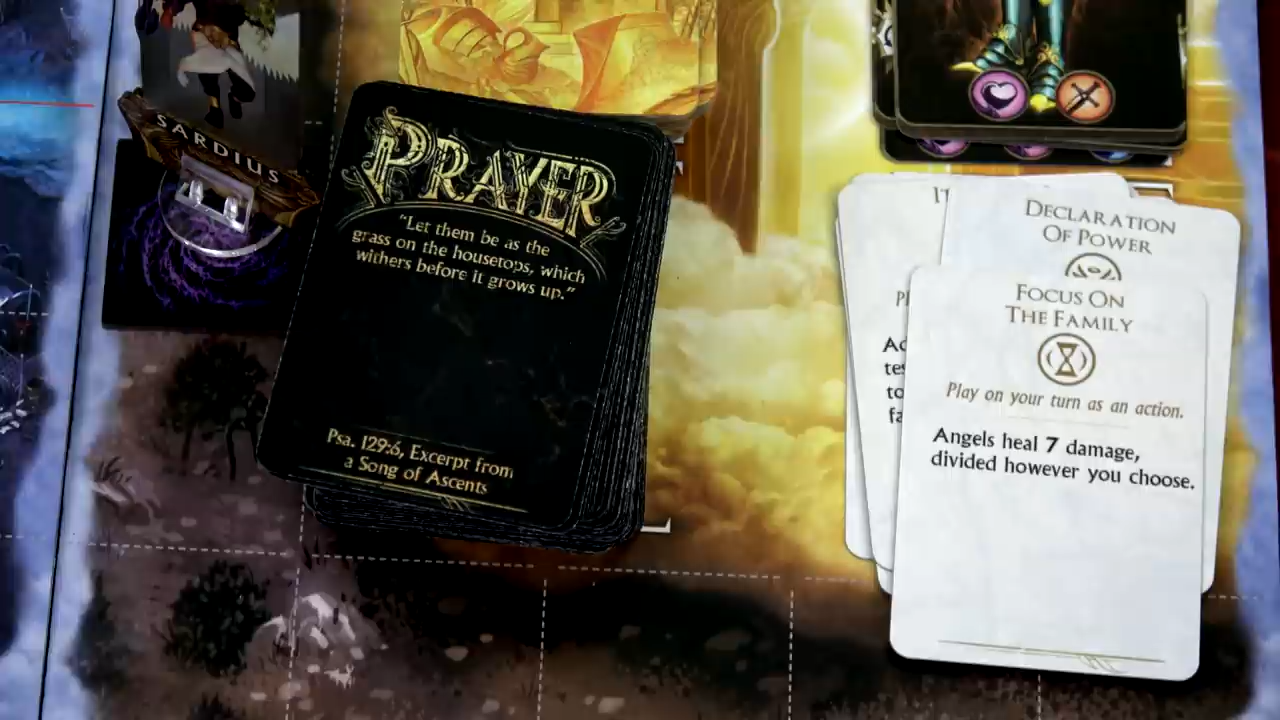 SARDIUS
PRAYER
“Let them be as the
grass on the housetops, which
withers before it grows up.”
Psa. 129:6, Excerpt from
a Song of Ascents
DECLARATION
OF POWER
FOCUS ON
THE FAMILY
Play on your turn as an action.
Angels heal 7 damage,
divided however you choose.